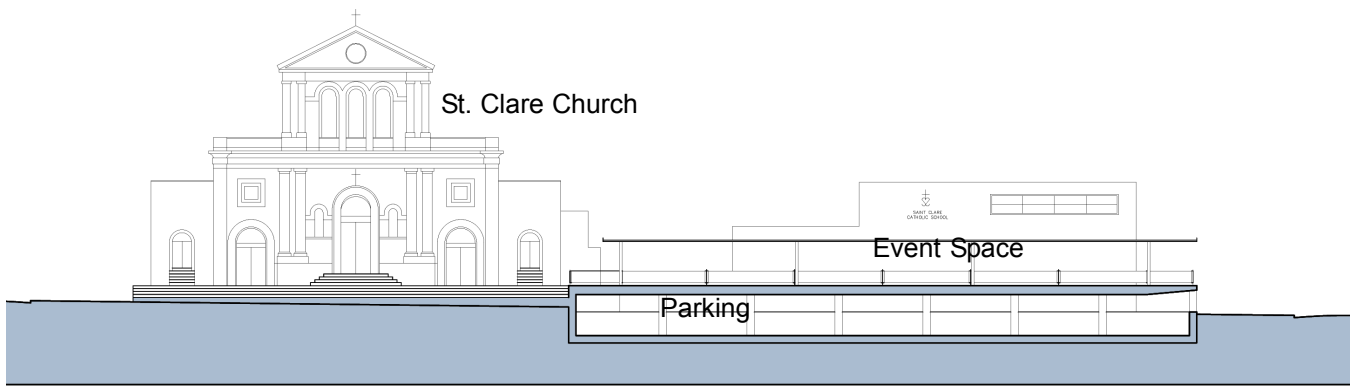 St. Clare Church
SAINT CLARE
CATHOLIC SCHOOL
Event Space
Parking